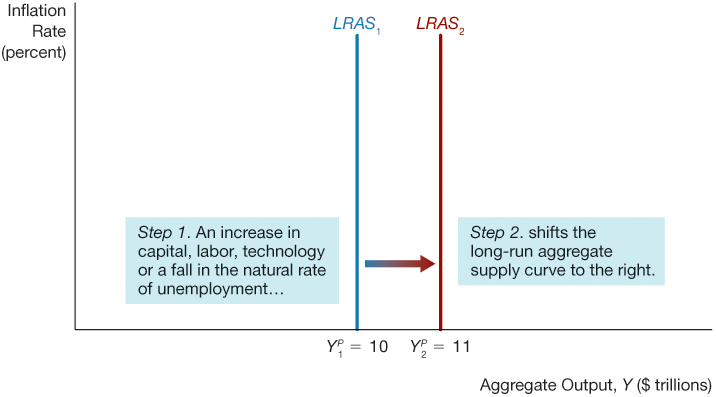 Inflation
Rate
(percent)
LRAS1
LRAS2
Step 1. An increase in
capital, labor, technology
or a fall in the natural rate
of unemployment…
Step 2. shifts the
long-run aggregate
supply curve to the right.
Y1P = 10
Y2P = 11
Aggregate Output, Y ($ trillions)